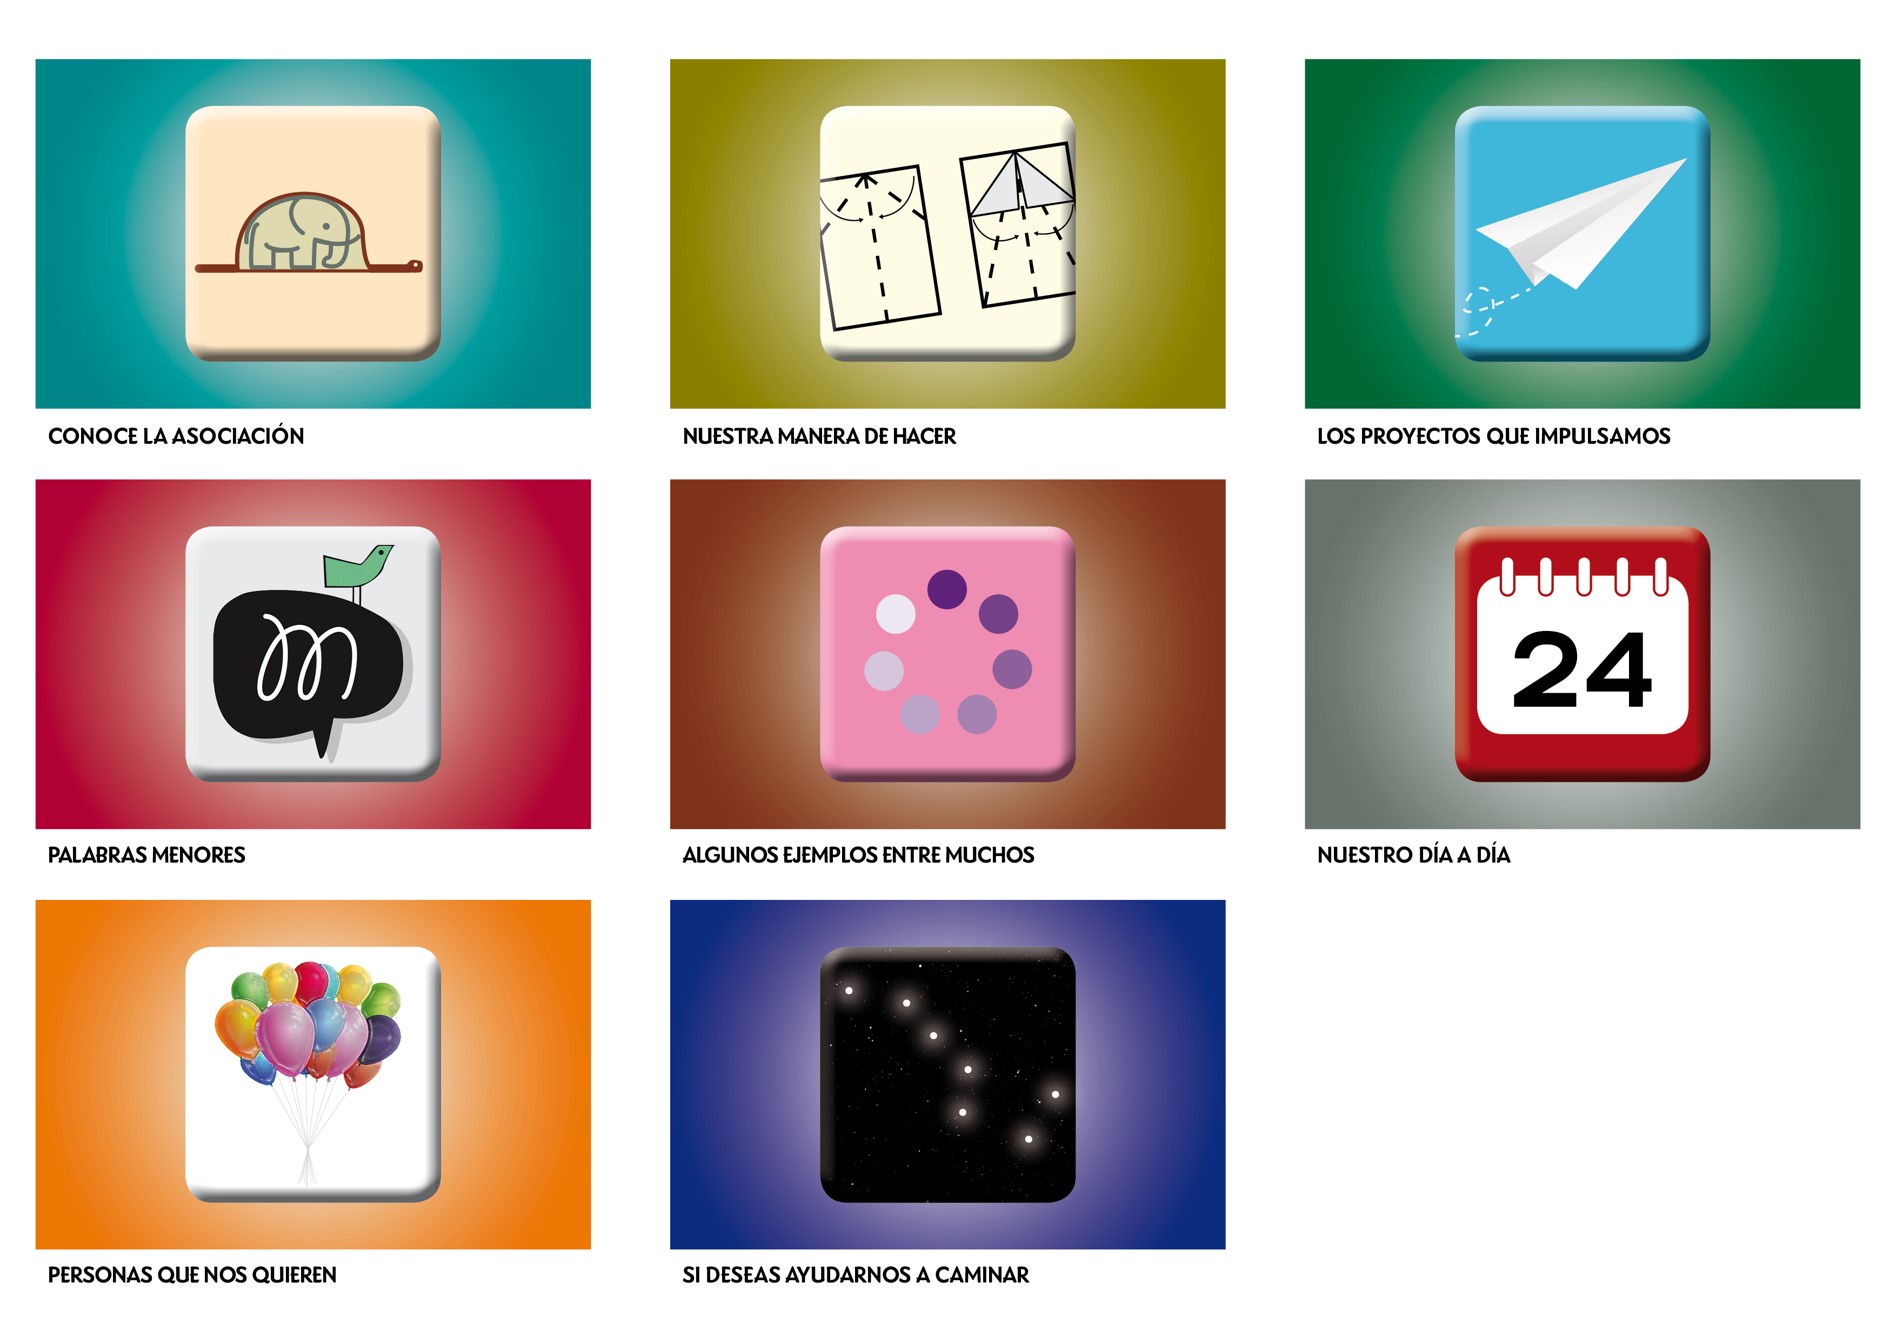 CONOCE LA ASOCIACIÓN
NUESTRA MANERA DE HACER
LOS PROYECTOS QUE IMPULSAMOS
m
24
PALABRAS MENORES
ALGUNOS EJEMPLOS ENTRE MUCHOS
NUESTRO DÍA A DÍA
PERSONAS QUE NOS QUIEREN
SI DESEAS AYUDARNOS A CAMINAR